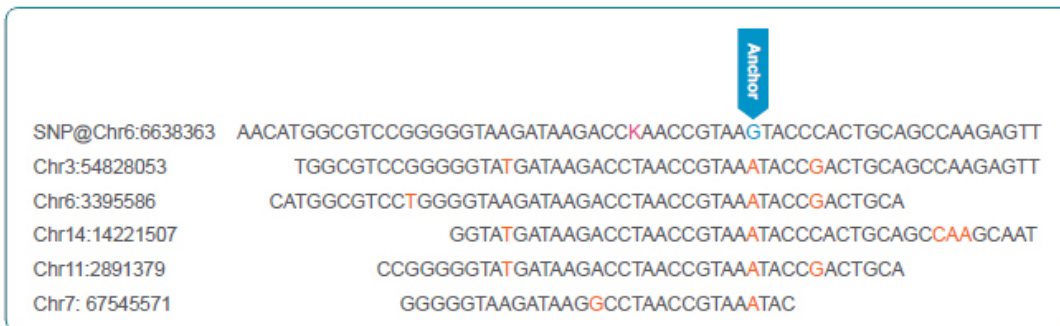 Anchor
SNP@Chr6:6638363 AACATGGCGTCCGGGGGTAAGATAAGACCKAACCGTAAGTACCCACTGCAGCCAAGAGTT
Chr3:54828053 TGGCGTCCGGGGGTATGATAAGACCTAACCGTAAATACCGACTGCAGCCAAGAGTT
Chr6:3395586 CATGGCGTCCTGGGGTAAGATAAGACCTAACCGTAAATACCGACTGCA
Chr14:14221507 GGTATGATAAGACCTAACCGTAAATACCCACTGCAGCCAAGCAAT
Chr11:2891379 CCGGGGGTATGATAAGACCTAACCGTAAATACCGACTGCA
Chr7: 67545571 GGGGGTAAGATAAGGCCTAACCGTAAATAC